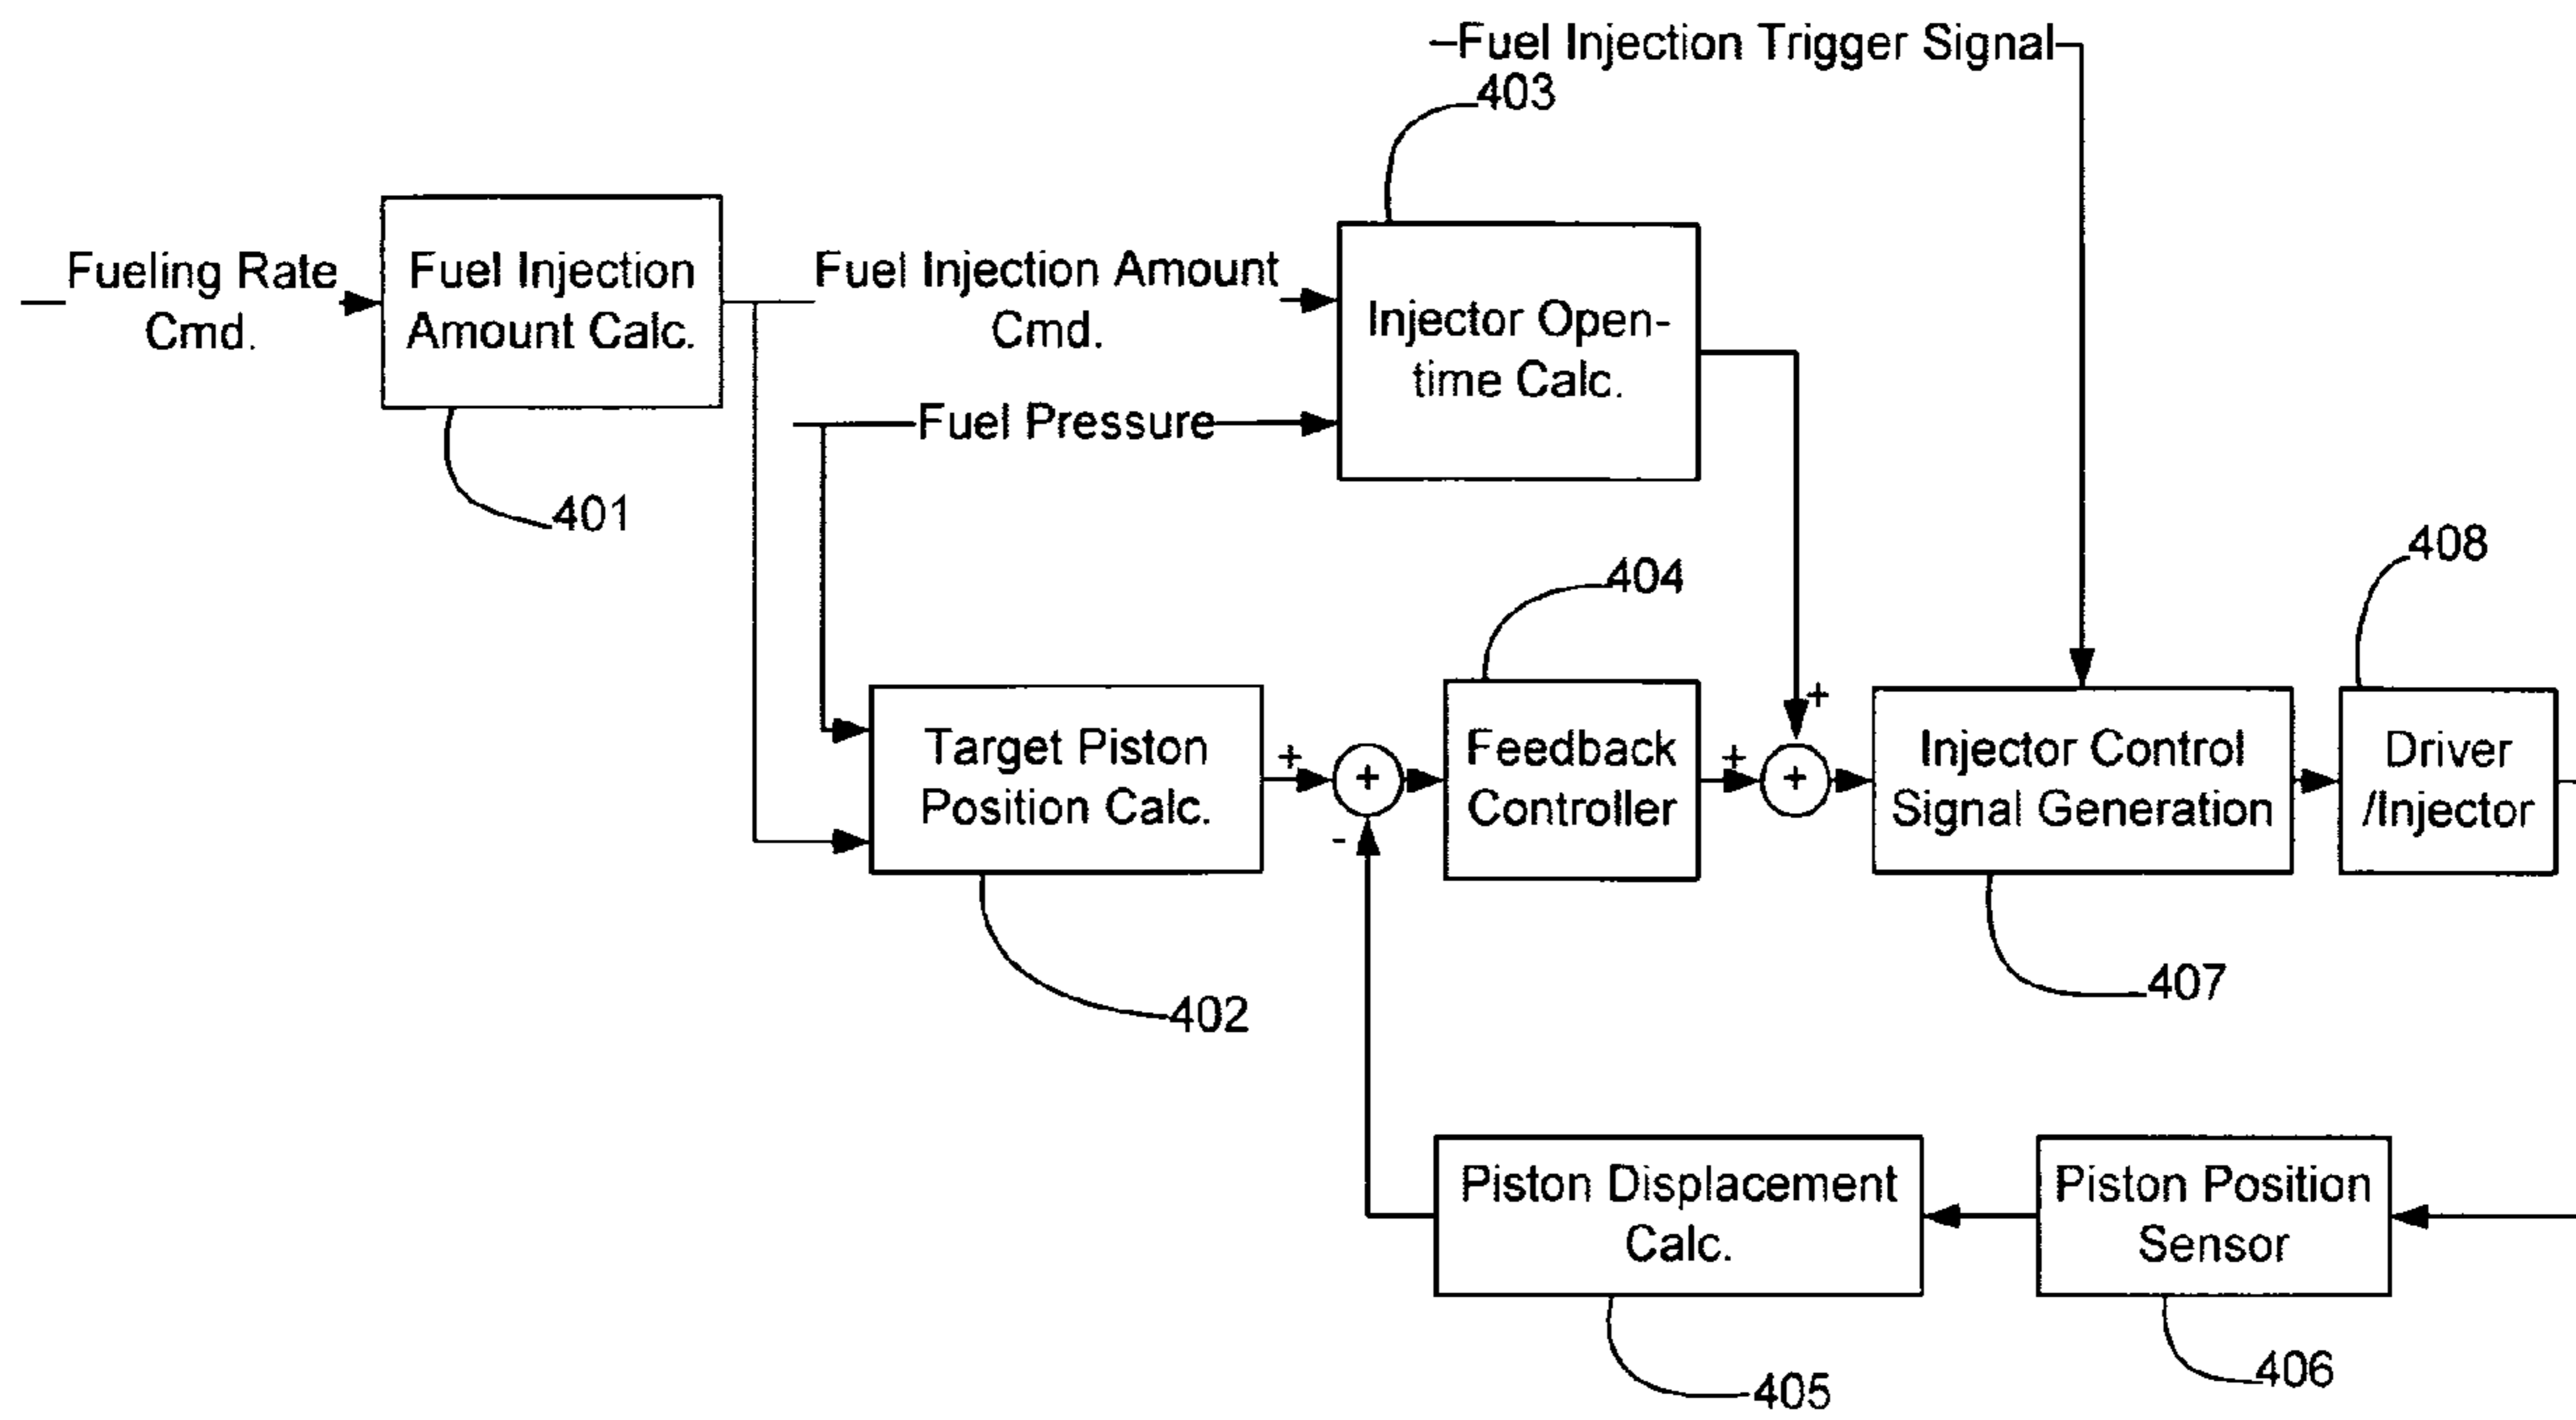 Fuel Injection Trigger Signal
403
Fueling Rate
Cmd.
Fuel Injection
Amount Calc.
401
Fuel Injection Amount
Cmd.
Fuel Pressure
Injector Open-
time Calc.
404
408
Target Piston
Position Calc.
402
+
+
-
Feedback
Controller
+
+
+
Injector Control
Signal Generation
407
Driver
/Injector
Piston Displacement
Calc.
405
Piston Position
Sensor
406